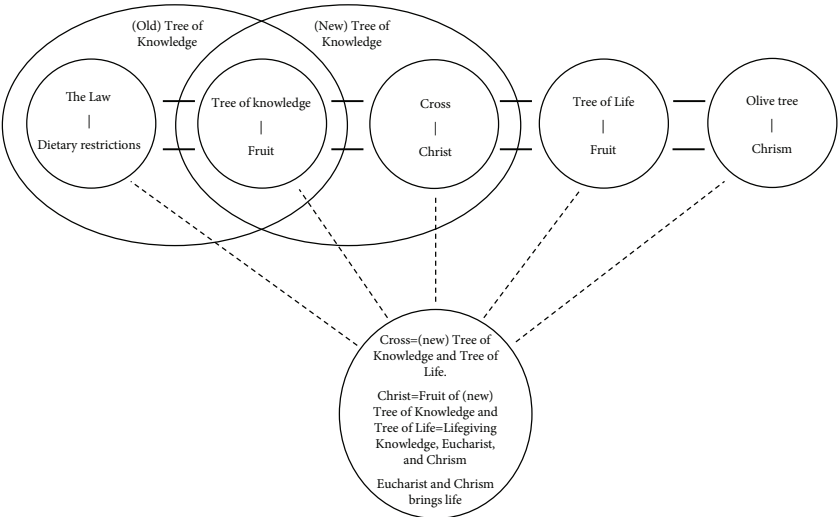 (Old) Tree of
Knowledge
(New) Tree of
Knowledge
The Law
Dietary restrictions
Tree of knowledge
Fruit
Cross
Christ
Tree of Life
Fruit
Olive tree
Chrism
Cross=(new) Tree of
Knowledge and Tree of
Life.
Christ=Fruit of (new)
Tree of Knowledge and
Tree of Life=Lifegiving
Knowledge, Eucharist,
and Chrism
Eucharist and Chrism
brings life